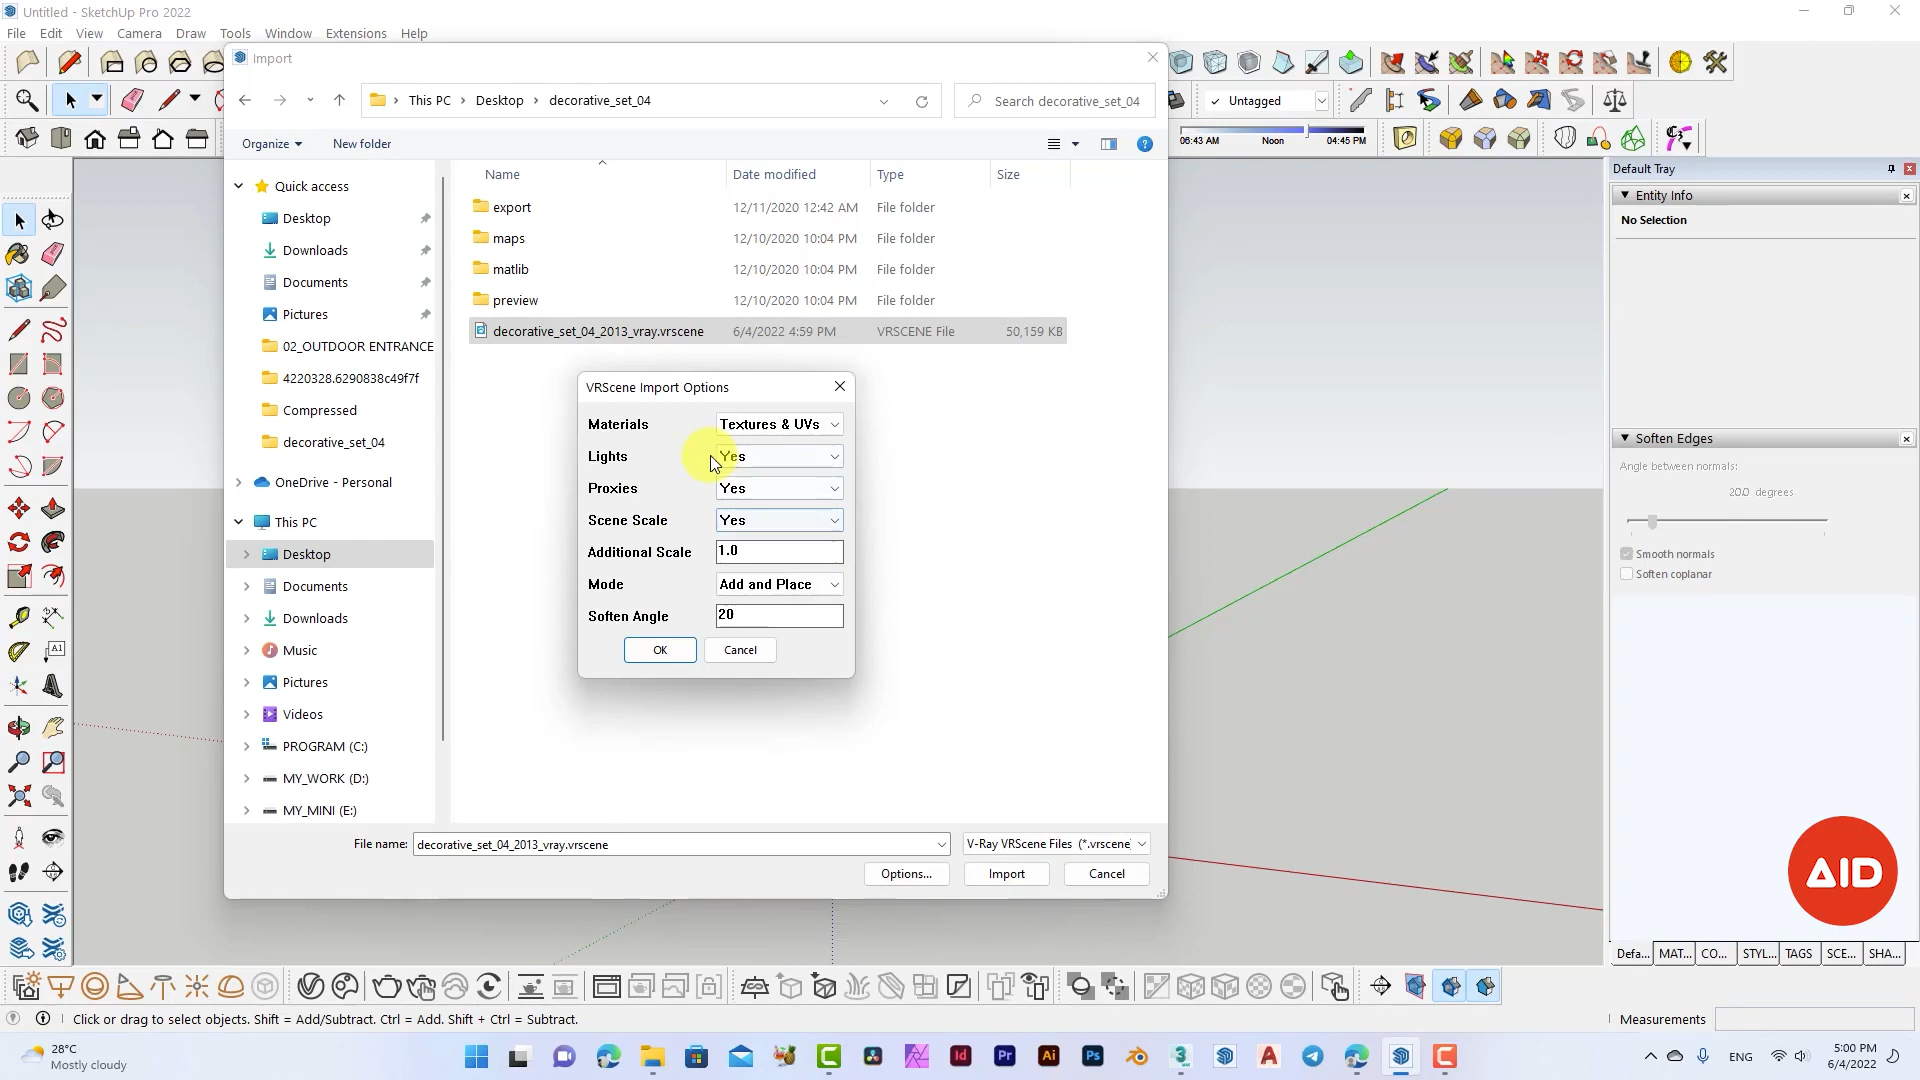 Untitled - SketchUp Pro 2022
File Edit View Camera Draw Tools Window Extensions Help
Import
This PC Desktop decorative_set_04
Search decorative_set_04
Untagged
Organize New folder
06:43 AM Noon 04:45 PM
Default Tray
Name Date modified Type Size
Quick access
Desktop
Downloads
Documents
Pictures
02_OUTDOOR ENTRANCE
4220328.6290838c49f7f
Compressed
decorative_set_04
OneDrive - Personal
This PC
Desktop
Documents
Downloads
Music
Pictures
Videos
PROGRAM (C:)
MY_WORK (D:)
MY_MINI (E:)
export 12/11/2020 12:42 AM File folder
maps 12/10/2020 10:04 PM File folder
matlib 12/10/2020 10:04 PM File folder
preview 12/10/2020 10:04 PM File folder
decorative_set_04_2013_vray.vrscene 6/4/2022 4:59 PM VRSCENE File 50,159 KB
VRScene Import Options
Materials Textures & UVs
Lights Yes
Proxies Yes
Scene Scale Yes
Additional Scale 1.0
Mode Add and Place
Soften Angle 20
OK Cancel
File name: decorative_set_04_2013_vray.vrscene V-Ray VRScene Files (*.vrscene
Options... Import Cancel
Entity Info
No Selection
Soften Edges
Angle between normals:
20.0 degrees
Smooth normals
Soften coplanar
AID
Defa... MAT... CO... STYL... TAGS SCE... SHA...
Click or drag to select objects. Shift = Add/Subtract. Ctrl = Add. Shift + Ctrl = Subtract.
Measurements
28°C
Mostly cloudy
ENG
5:00 PM
6/4/2022